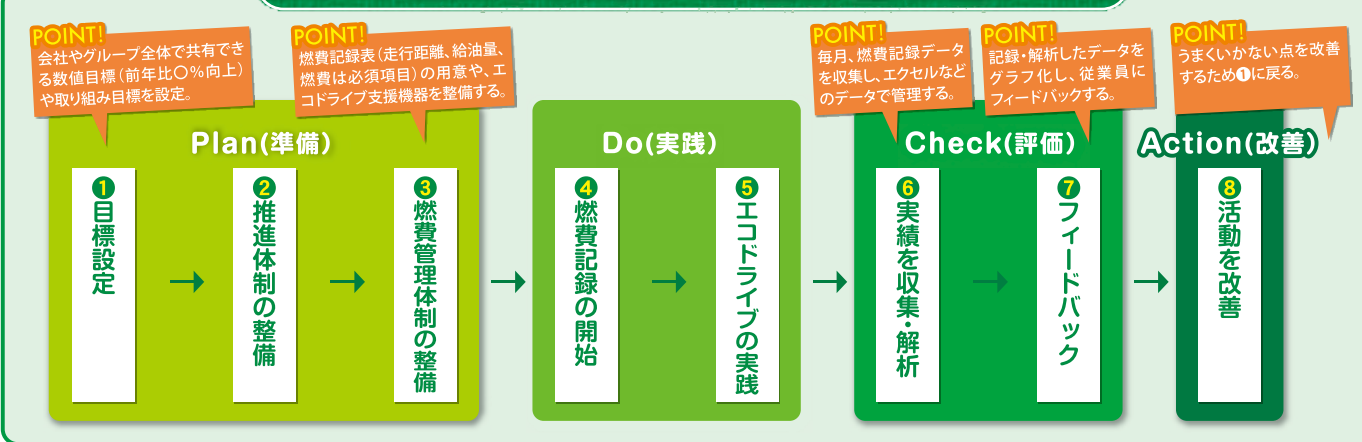 POINT!
会社やグループ全体で共有でき
る数値目標(前年比〇%向上)
や取り組み目標を設定。
POINT!
燃費記録表(走行距離、給油量、
燃費は必須項目)の用意や、エ
コドライブ支援機器を整備する。
POINT!
毎月、燃費記録データ
を収集し、エクセルなど
のデータで管理する。
POINT!
記録・解析したデータを
グラフ化し、従業員に
フィードバックする。
POINT!
うまくいかない点を改善
するため❶に戻る。
Plan(準備)
❶目標設定
❷推進体制の整備
❸燃費管理体制の整備
Do(実践)
❹燃費記録の開始
❺エコドライブの実践
Check(評価)
❻実績を収集・解析
❼フィードバック
Action(改善)
❽活動を改善